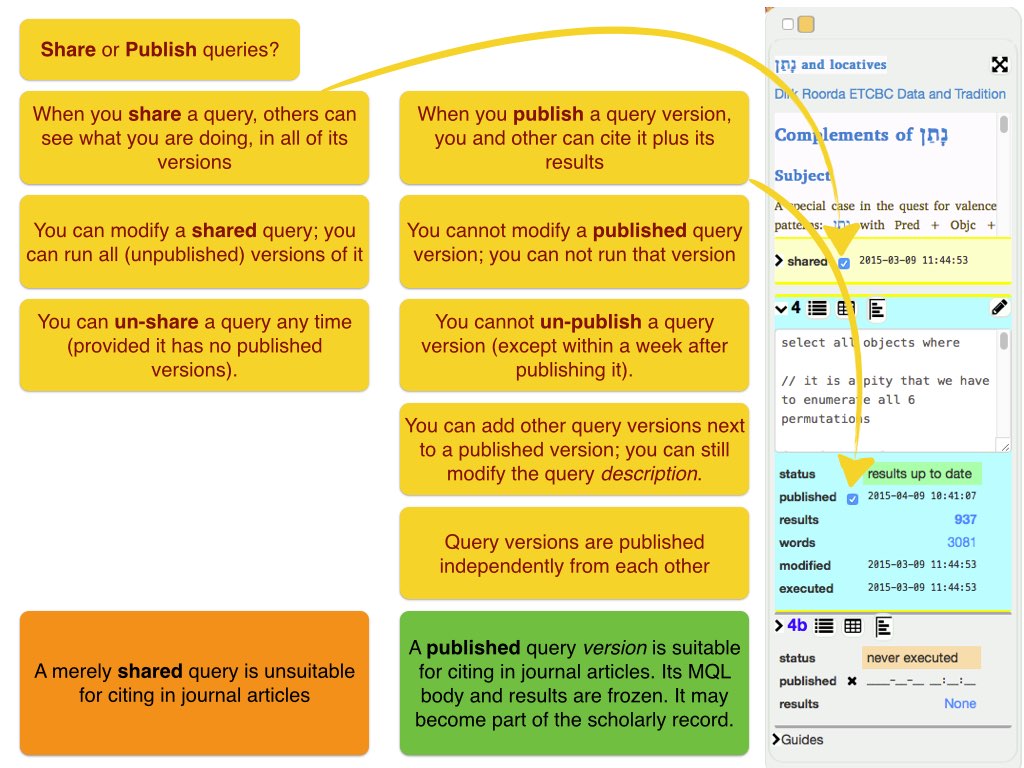 Share or Publish queries?
When you share a query, others can
see what you are doing, in all of its
versions
You can modify a shared query; you
can run all (unpublished) versions of it
You can un-share a query any time
(provided it has no published
versions).
A merely shared query is unsuitable
for citing in journal articles
When you publish a query version,
you and other can cite it plus its
results
You cannot modify a published query
version; you can not run that version
You cannot un-publish a query
version (except within a week after
publishing it).
You can add other query versions next
to a published version; you can still
modify the query description.
Query versions are published
independently from each other
A published query version is suitable
for citing in journal articles. Its MQL
body and results are frozen. It may
become part of the scholarly record.
נָתַן and locatives
Dirk Roorda ETCBC Data and Tradition
Complements of נָתַן
Subject
A special case in the quest for valence
patterns: נתן with Pred + Objc +
shared 2015-03-09 11:44:53
4
select all objects where
// it is a pity that we have
to enumerate all 6
permutations
status results up to date
published 2015-04-09 10:41:07
results 937
words 3081
modified 2015-03-09 11:44:53
executed 2015-03-09 11:44:53
4b
status never executed
published ____-__-__ __:__:__
results None
Guides